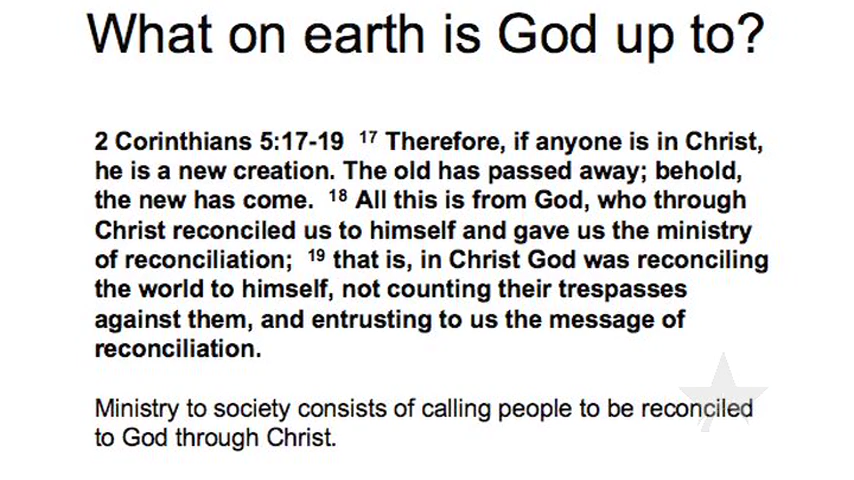 What on earth is God up to?
2 Corinthians 5:17-19 17 Therefore, if anyone is in Christ,
he is a new creation. The old has passed away; behold,
the new has come. 18 All this is from God, who through
Christ reconciled us to himself and gave us the ministry
of reconciliation; 19 that is, in Christ God was reconciling
the world to himself, not counting their trespasses
against them, and entrusting to us the message of
reconciliation.
Ministry to society consists of calling people to be reconciled
to God through Christ.